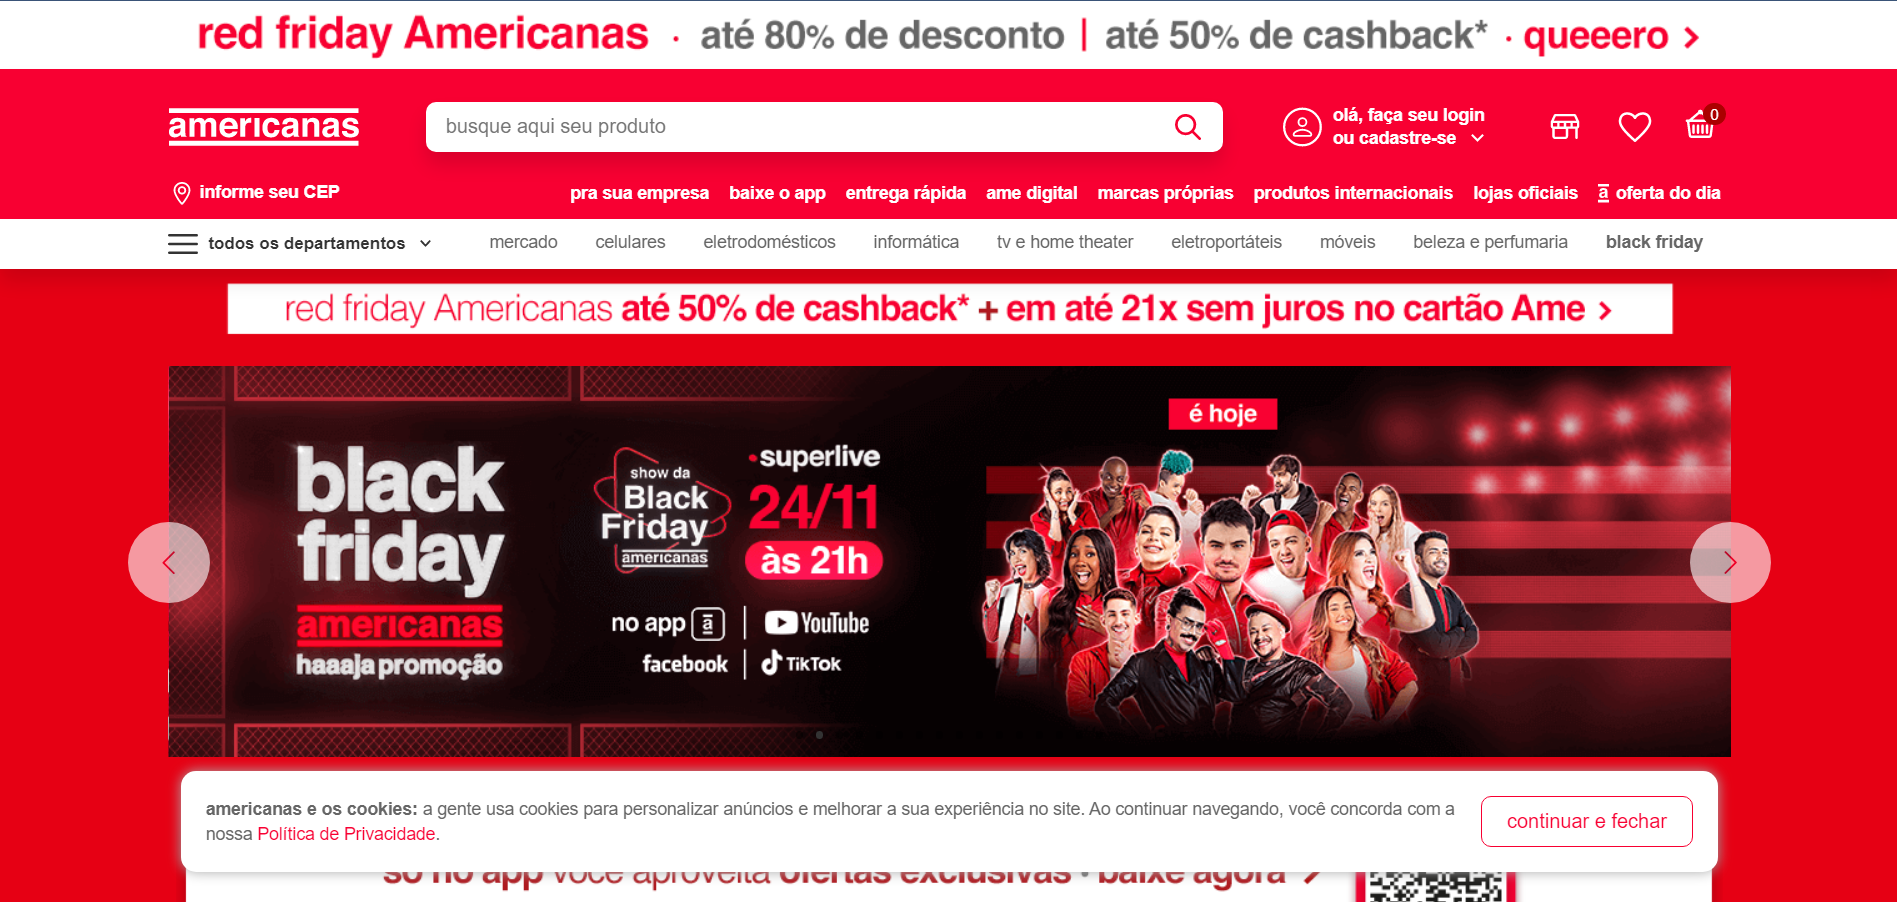 red friday Americanas · até 80% de desconto | até 50% de cashback* · queeero >
americanas
busque aqui seu produto
olá, faça seu login
ou cadastre-se
0
informe seu CEP
pra sua empresa baixe o app entrega rápida ame digital marcas próprias produtos internacionais lojas oficiais a oferta do dia
todos os departamentos
mercado celulares eletrodomésticos informática tv e home theater eletroportáteis móveis beleza e perfumaria black friday
red friday Americanas até 50% de cashback* + em até 21x sem juros no cartão Ame >
black
friday
americanas
haaaja promoção
show da
Black
Friday
americanas
superlive
24/11
às 21h
no app a | YouTube
facebook | TikTok
é hoje
americanas e os cookies: a gente usa cookies para personalizar anúncios e melhorar a sua experiência no site. Ao continuar navegando, você concorda com a
nossa Política de Privacidade.
continuar e fechar
só no app você aproveita ofertas exclusivas • baixe agora